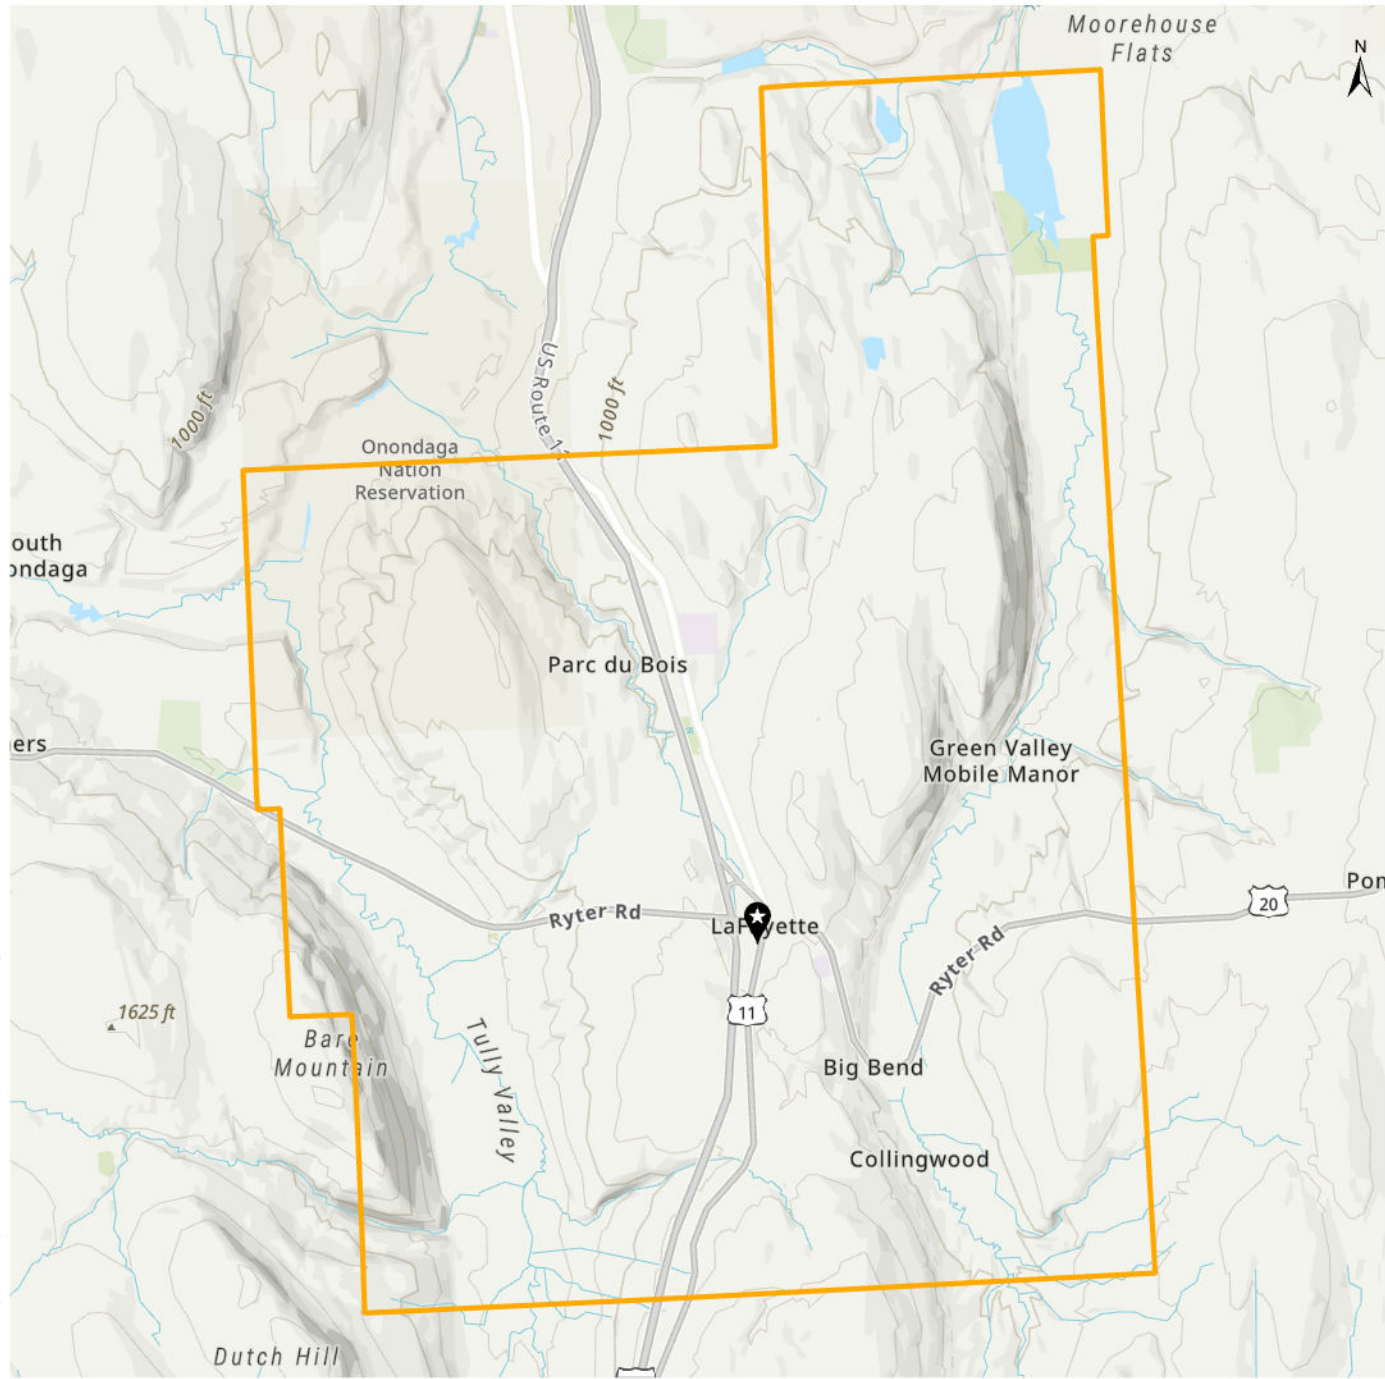 Moorehouse
Flats
N
1000 ft
US Route 11
1000 ft
Onondaga
Nation
Reservation
outh
ondaga
Parc du Bois
ners
Green Valley
Mobile Manor
20
Pon
Ryter Rd
LaFayette
Ryter Rd
1625 ft
11
Bare
Mountain
Tully Valley
Big Bend
Collingwood
Dutch Hill